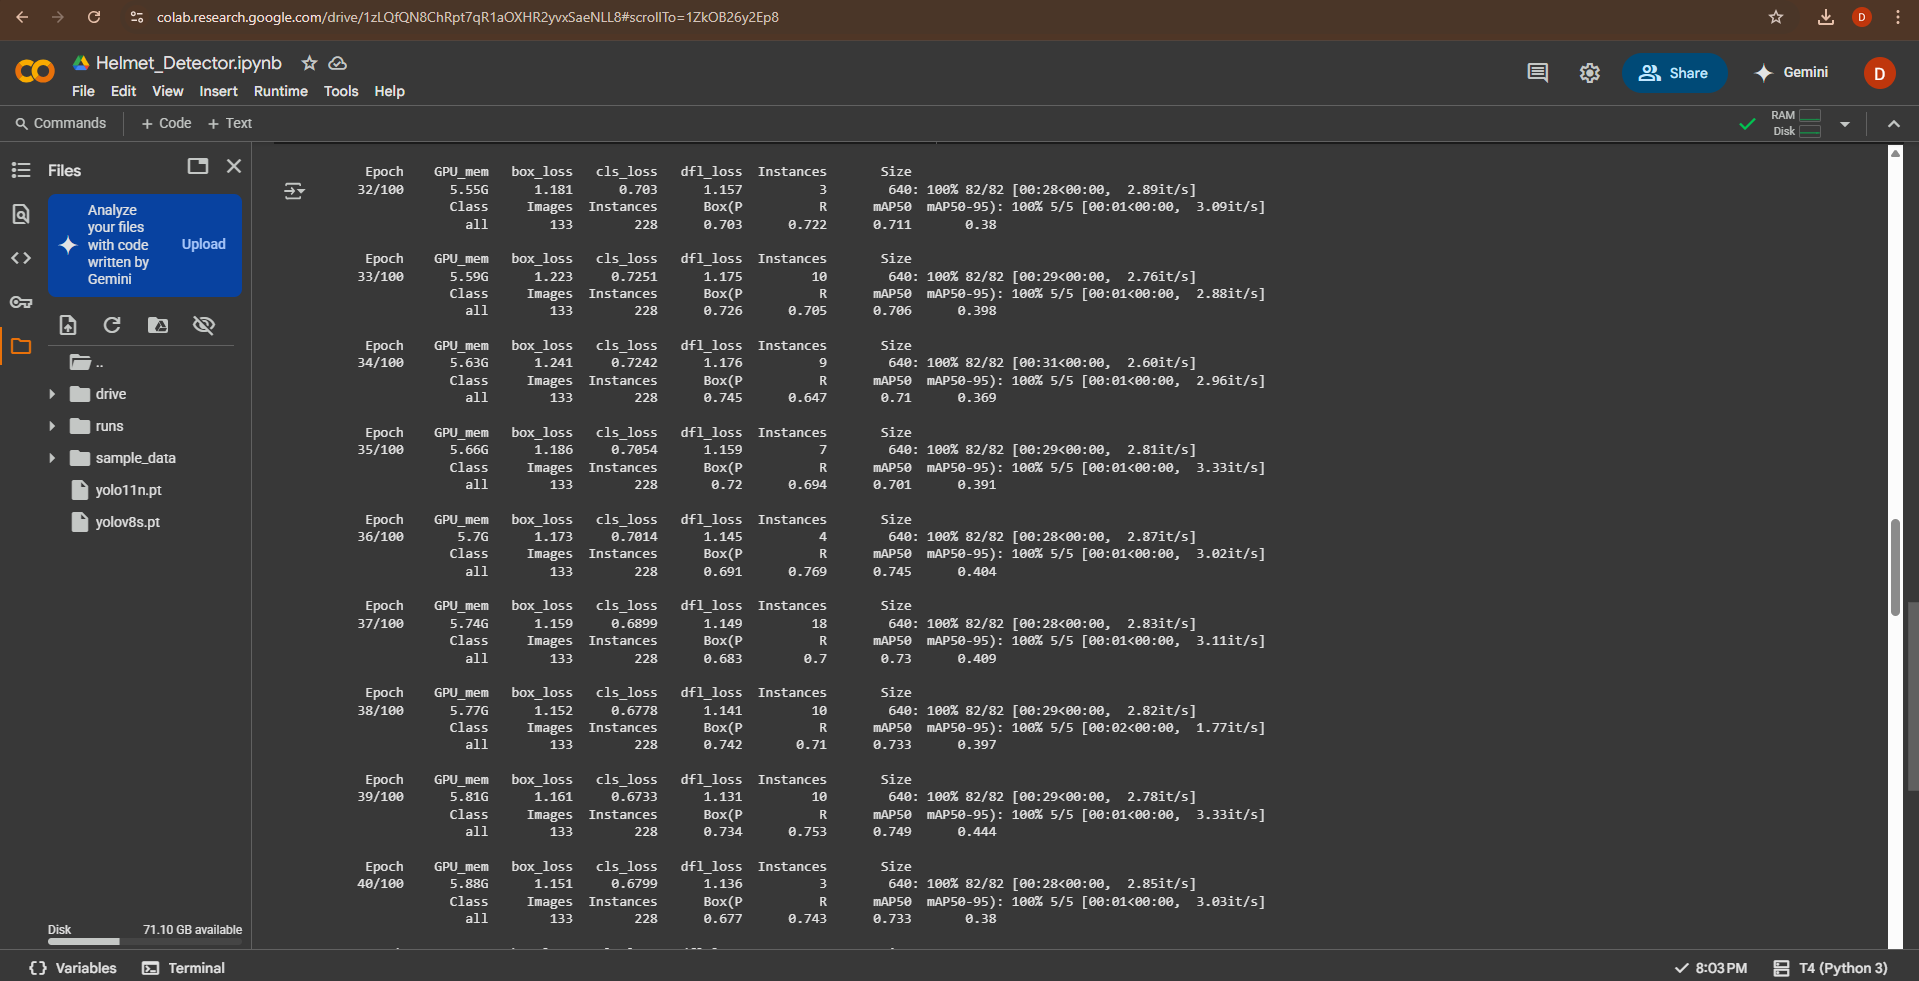 colab.research.google.com/drive/1zLQfQN8ChRpt7qR1aOXHR2yvxSaeNLL8#scrollTo=1ZkOB26y2Ep8
D
Helmet_Detector.ipynb
File Edit View Insert Runtime Tools Help
Share
Gemini
D
Commands + Code + Text
RAM
Disk
Files
Analyze
your files
with code
written by
Gemini
Upload
..
drive
runs
sample_data
yolo11n.pt
yolov8s.pt
Disk 71.10 GB available
Epoch GPU_mem box_loss cls_loss dfl_loss Instances Size
32/100 5.55G 1.181 0.703 1.157 3 640: 100% 82/82 [00:28<00:00, 2.89it/s]
Class Images Instances Box(P R mAP50 mAP50-95): 100% 5/5 [00:01<00:00, 3.09it/s]
all 133 228 0.703 0.722 0.711 0.38
Epoch GPU_mem box_loss cls_loss dfl_loss Instances Size
33/100 5.59G 1.223 0.7251 1.175 10 640: 100% 82/82 [00:29<00:00, 2.76it/s]
Class Images Instances Box(P R mAP50 mAP50-95): 100% 5/5 [00:01<00:00, 2.88it/s]
all 133 228 0.726 0.705 0.706 0.398
Epoch GPU_mem box_loss cls_loss dfl_loss Instances Size
34/100 5.63G 1.241 0.7242 1.176 9 640: 100% 82/82 [00:31<00:00, 2.60it/s]
Class Images Instances Box(P R mAP50 mAP50-95): 100% 5/5 [00:01<00:00, 2.96it/s]
all 133 228 0.745 0.647 0.71 0.369
Epoch GPU_mem box_loss cls_loss dfl_loss Instances Size
35/100 5.66G 1.186 0.7054 1.159 7 640: 100% 82/82 [00:29<00:00, 2.81it/s]
Class Images Instances Box(P R mAP50 mAP50-95): 100% 5/5 [00:01<00:00, 3.33it/s]
all 133 228 0.72 0.694 0.701 0.391
Epoch GPU_mem box_loss cls_loss dfl_loss Instances Size
36/100 5.7G 1.173 0.7014 1.145 4 640: 100% 82/82 [00:28<00:00, 2.87it/s]
Class Images Instances Box(P R mAP50 mAP50-95): 100% 5/5 [00:01<00:00, 3.02it/s]
all 133 228 0.691 0.769 0.745 0.404
Epoch GPU_mem box_loss cls_loss dfl_loss Instances Size
37/100 5.74G 1.159 0.6899 1.149 18 640: 100% 82/82 [00:28<00:00, 2.83it/s]
Class Images Instances Box(P R mAP50 mAP50-95): 100% 5/5 [00:01<00:00, 3.11it/s]
all 133 228 0.683 0.7 0.73 0.409
Epoch GPU_mem box_loss cls_loss dfl_loss Instances Size
38/100 5.77G 1.152 0.6778 1.141 10 640: 100% 82/82 [00:29<00:00, 2.82it/s]
Class Images Instances Box(P R mAP50 mAP50-95): 100% 5/5 [00:02<00:00, 1.77it/s]
all 133 228 0.742 0.71 0.733 0.397
Epoch GPU_mem box_loss cls_loss dfl_loss Instances Size
39/100 5.81G 1.161 0.6733 1.131 10 640: 100% 82/82 [00:29<00:00, 2.78it/s]
Class Images Instances Box(P R mAP50 mAP50-95): 100% 5/5 [00:01<00:00, 3.33it/s]
all 133 228 0.734 0.753 0.749 0.444
Epoch GPU_mem box_loss cls_loss dfl_loss Instances Size
40/100 5.88G 1.151 0.6799 1.136 3 640: 100% 82/82 [00:28<00:00, 2.85it/s]
Class Images Instances Box(P R mAP50 mAP50-95): 100% 5/5 [00:01<00:00, 3.03it/s]
all 133 228 0.677 0.743 0.733 0.38
{} Variables Terminal
8:03 PM T4 (Python 3)